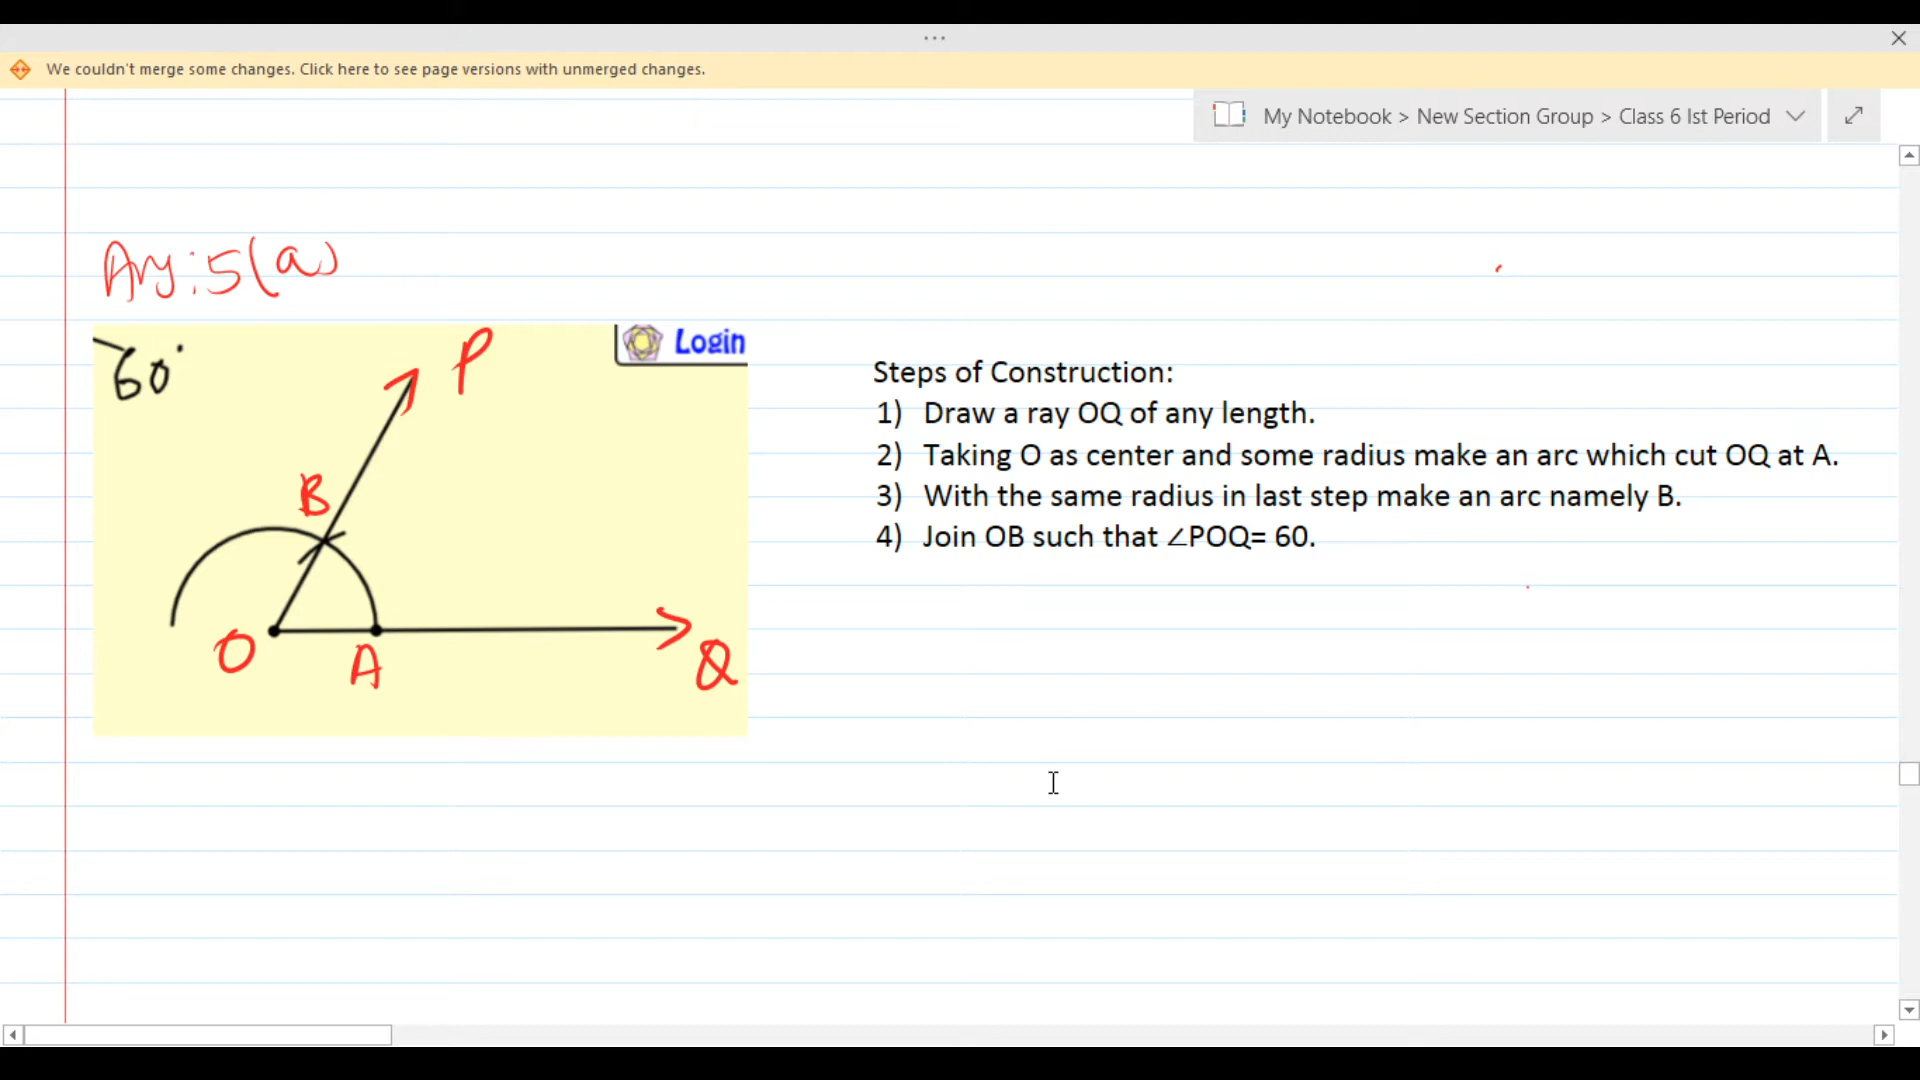 We couldn't merge some changes. Click here to see page versions with unmerged changes.
My Notebook > New Section Group > Class 6 Ist Period
5(a)
60°
P
Login
B
O
A
Q
Steps of Construction:
1) Draw a ray OQ of any length.
2) Taking O as center and some radius make an arc which cut OQ at A.
3) With the same radius in last step make an arc namely B.
4) Join OB such that ∠POQ= 60.